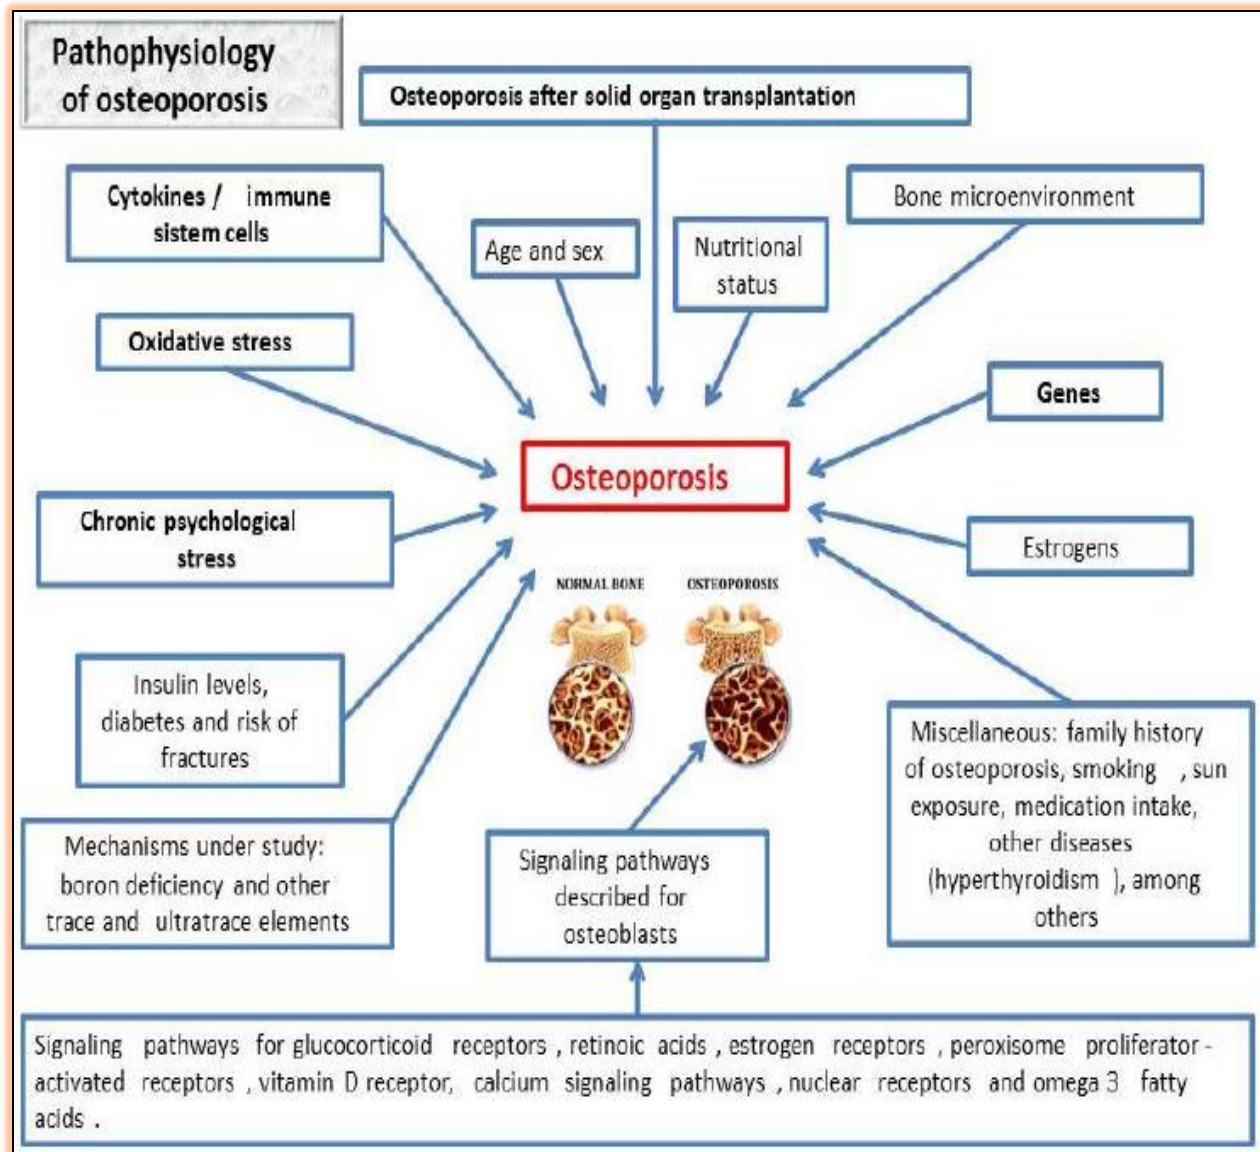 Pathophysiology
of osteoporosis
Osteoporosis after solid organ transplantation
Cytokines / immune
sistem cells
Age and sex
Nutritional
status
Bone microenvironment
Oxidative stress
Genes
Osteoporosis
Chronic psychological
stress
Estrogens
NORMAL BONE
OSTEOPOROSIS
Insulin levels,
diabetes and risk of
fractures
Miscellaneous: family history
of osteoporosis, smoking , sun
exposure, medication intake,
other diseases
(hyperthyroidism ), among
others
Mechanisms under study:
boron deficiency and other
trace and ultratrace elements
Signaling pathways
described for
osteoblasts
Signaling pathways for glucocorticoid receptors , retinoic acids , estrogen receptors , peroxisome proliferator-
activated receptors , vitamin D receptor, calcium signaling pathways , nuclear receptors and omega 3 fatty
acids .